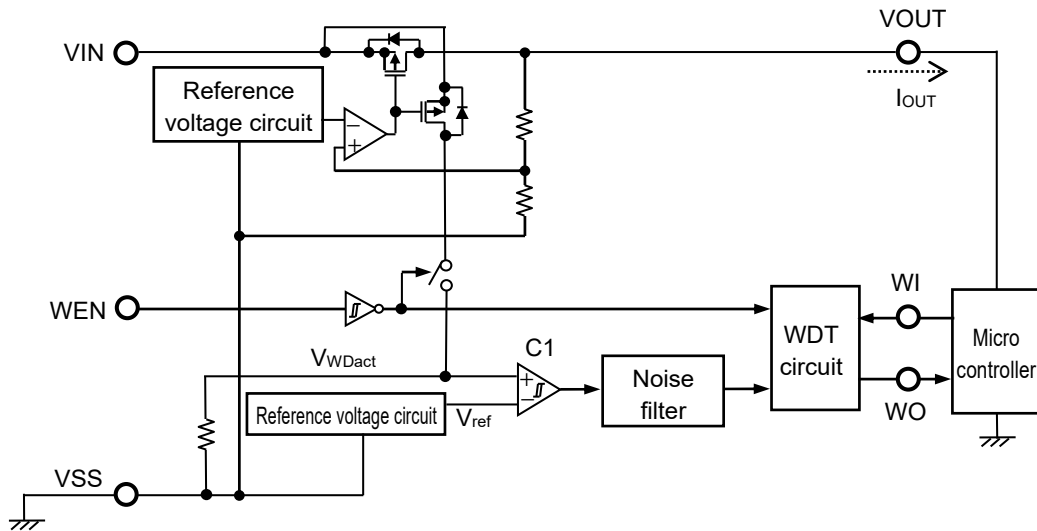 VIN
VOUT
Reference
voltage circuit
IOUT
−
+
WEN
WI
WDT
circuit
Micro
controller
C1
VWDact
+
−
Noise
filter
WO
Reference voltage circuit
Vref
VSS